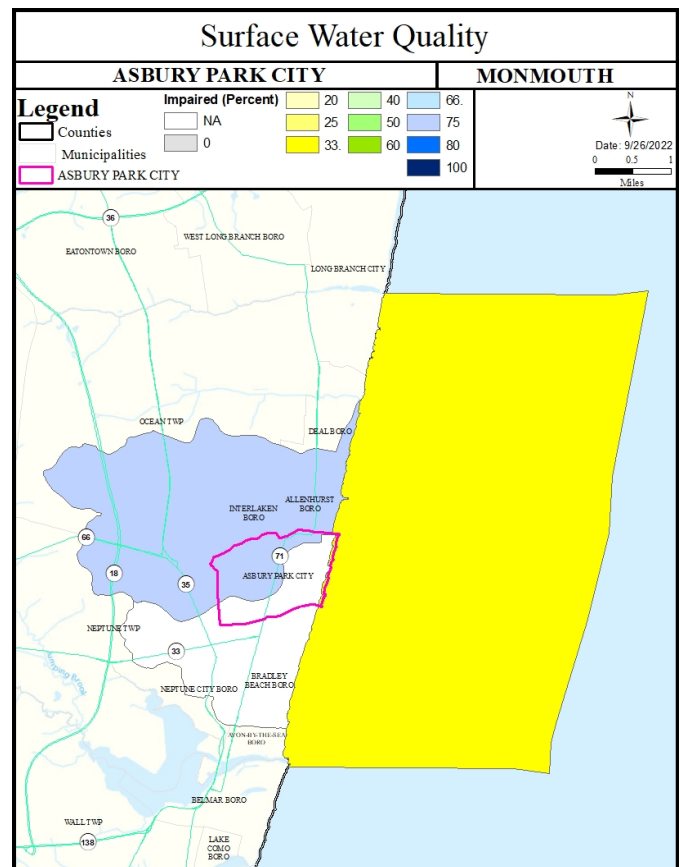 Surface Water Quality
ASBURY PARK CITY
MONMOUTH
Legend
Counties
Municipalities
ASBURY PARK CITY
Impaired (Percent)
NA
0
20
25
33.
40
50
60
66.
75
80
100
N
Date: 9/26/2022
0 0.5 1
Miles
36
WEST LONG BRANCH BORO
EATONTOWN BORO
LONG BRANCH CITY
OCEAN TWP
DEAL BORO
ALLENHURST
BORO
INTERLAKEN
BORO
66
71
18
ASBURY PARK CITY
35
NEPTUNE TWP
33
BRADLEY
BEACH BORO
NEPTUNE CITY BORO
Jumping Brook
AVON-BY-THE-SEA
BORO
BELMAR BORO
WALL TWP
138
LAKE
COMO
BORO